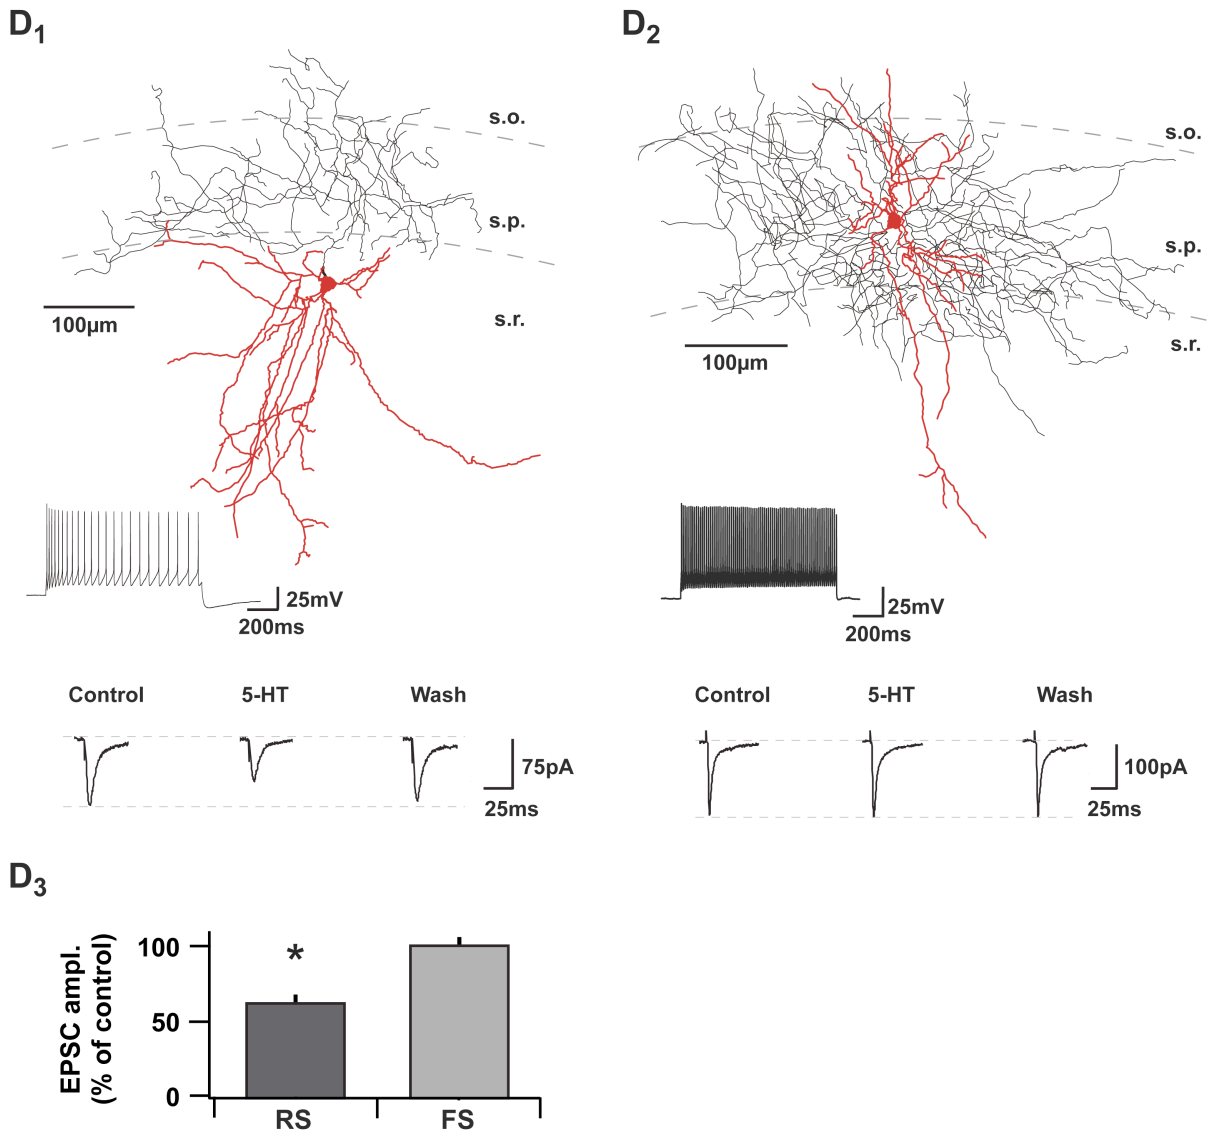 D1
D2
s.o.
s.p.
s.r.
100µm
s.o.
s.p.
s.r.
100µm
25mV
200ms
25mV
200ms
Control 5-HT Wash
75pA
25ms
Control 5-HT Wash
100pA
25ms
D3
EPSC ampl.
(% of control)
100
50
0
*
RS FS